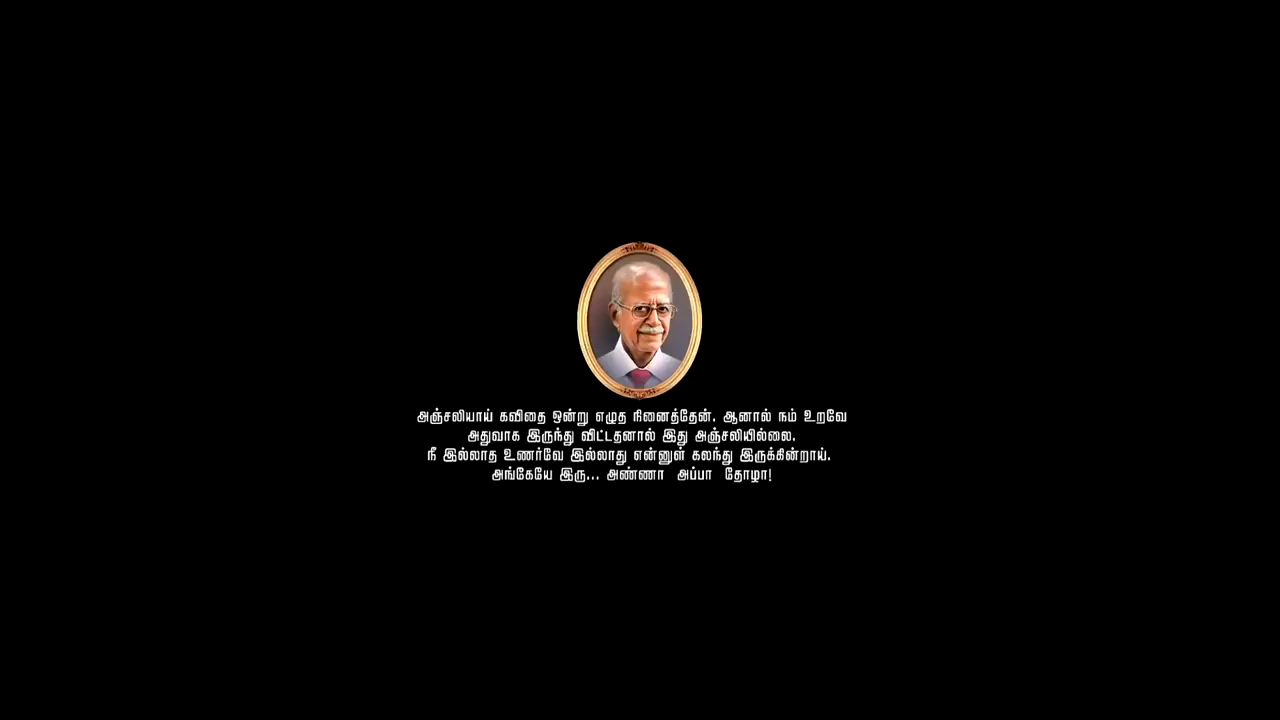 அஞ்சலியாய் கவிதை ஒன்று எழுத நினைத்தேன். ஆனால் நம் உறவே
அதுவாக இருந்து விட்டதனால் இது அஞ்சலியில்லை.
நீ இல்லாத உணர்வே இல்லாது என்னுள் கலந்து இருக்கின்றாய்.
அங்கேயே இரு... அண்ணா அப்பா தோழா!